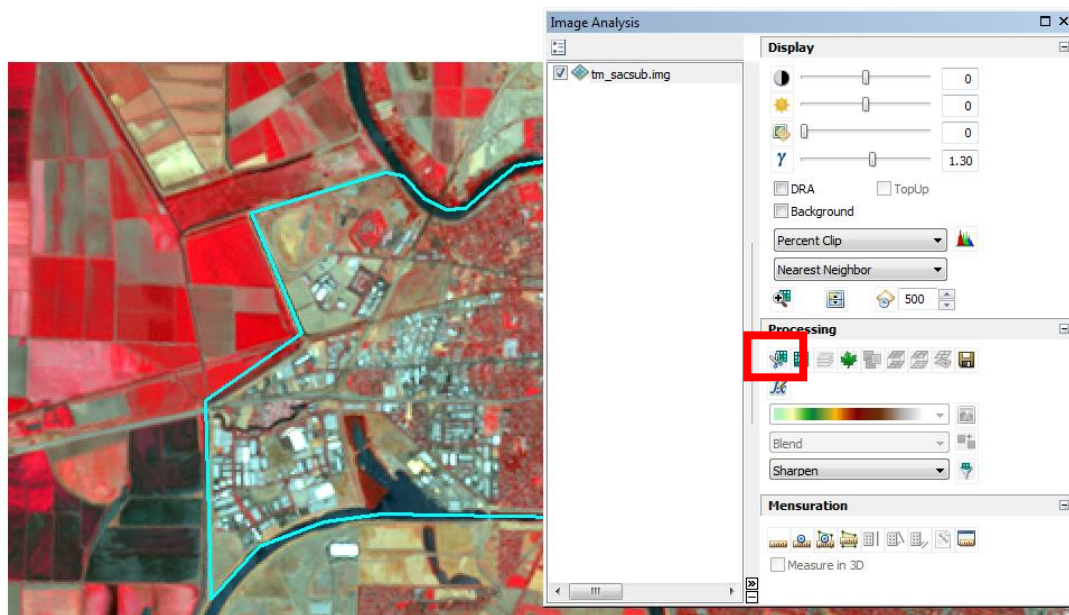 Image Analysis
tm_sacsub.img
Display
0
0
0
γ 1.30
DRA TopUp
Background
Percent Clip
Nearest Neighbor
500
Processing
Blend
Sharpen
Mensuration
Measure in 3D